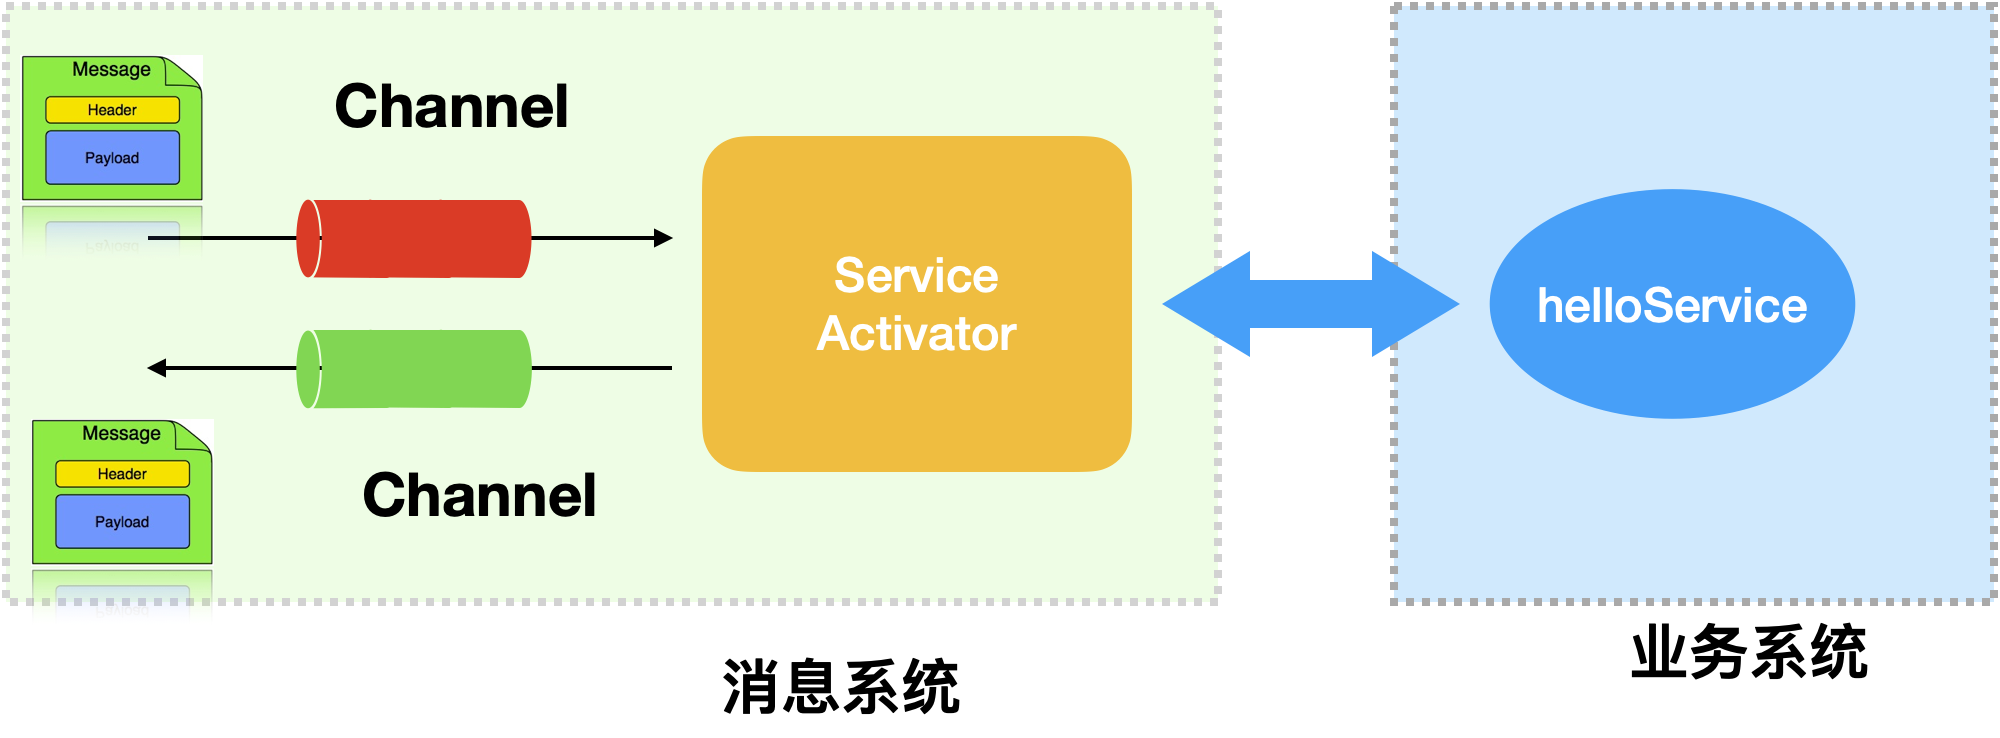 Message
Header
Payload
Channel
Service
Activator
helloService
Channel
Message
Header
Payload
消息系统
业务系统